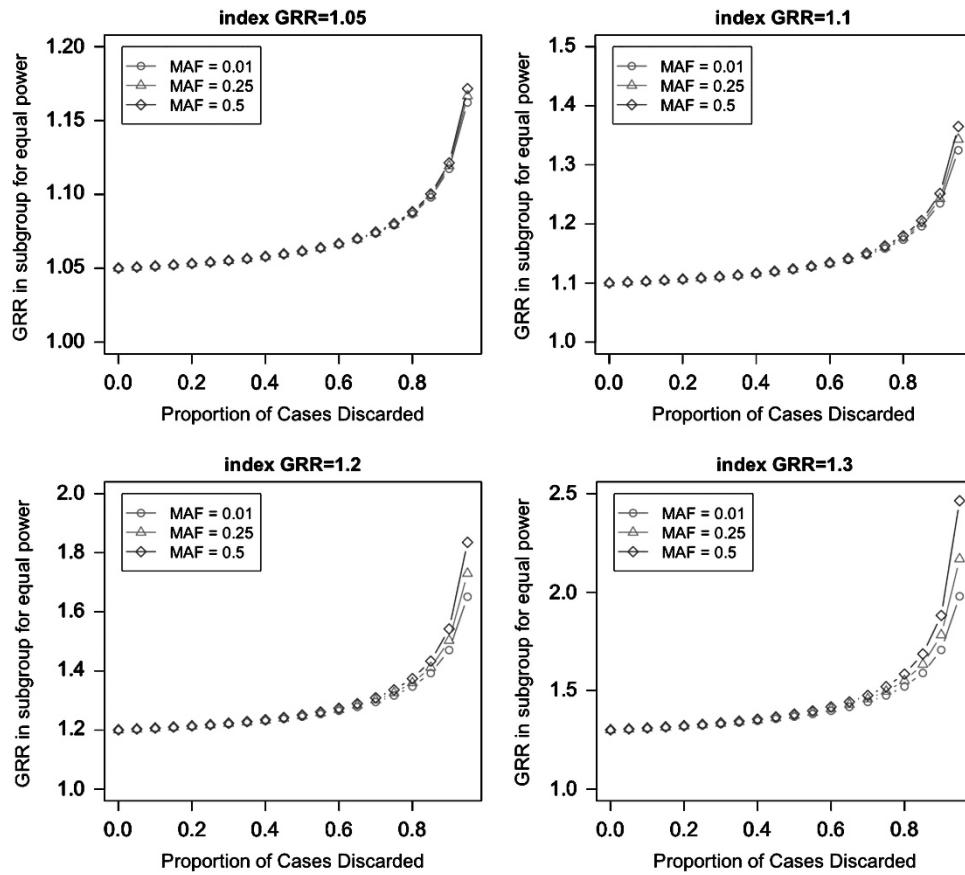 index GRR=1.05
GRR in subgroup for equal power
1.20
1.15
1.10
1.05
1.00
MAF = 0.01
MAF = 0.25
MAF = 0.5
0.0 0.2 0.4 0.6 0.8
Proportion of Cases Discarded
index GRR=1.1
GRR in subgroup for equal power
1.5
1.4
1.3
1.2
1.1
1.0
MAF = 0.01
MAF = 0.25
MAF = 0.5
0.0 0.2 0.4 0.6 0.8
Proportion of Cases Discarded
index GRR=1.2
GRR in subgroup for equal power
2.0
1.8
1.6
1.4
1.2
1.0
MAF = 0.01
MAF = 0.25
MAF = 0.5
0.0 0.2 0.4 0.6 0.8
Proportion of Cases Discarded
index GRR=1.3
GRR in subgroup for equal power
2.5
2.0
1.5
1.0
MAF = 0.01
MAF = 0.25
MAF = 0.5
0.0 0.2 0.4 0.6 0.8
Proportion of Cases Discarded